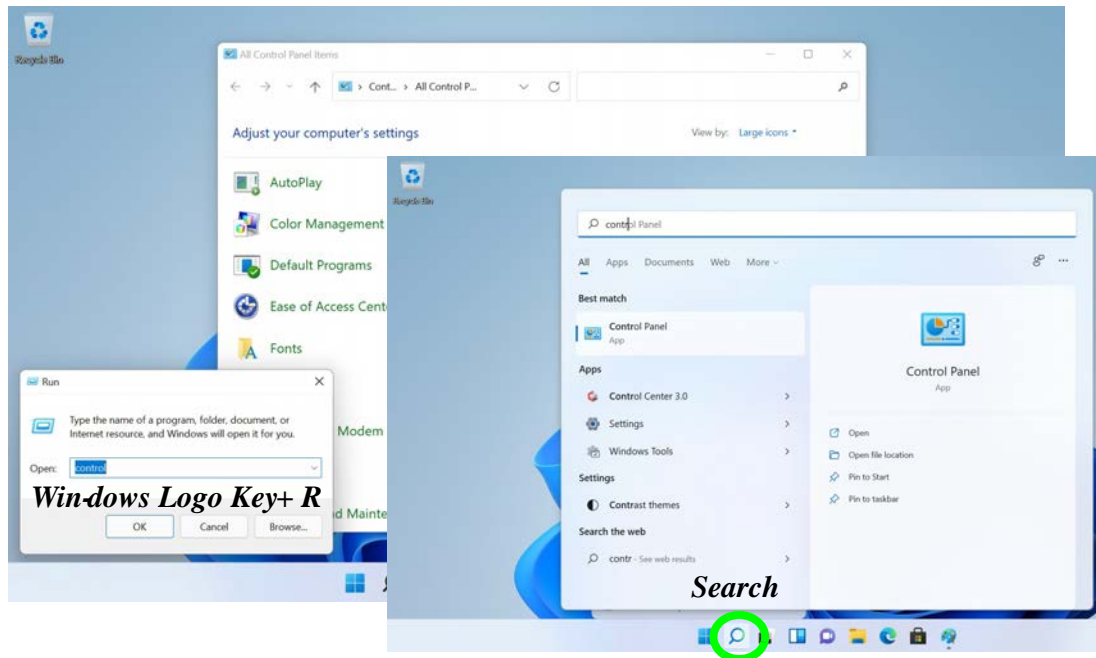 Recycle Bin
All Control Panel Items
Cont... > All Control P...
Adjust your computer's settings
View by: Large icons
AutoPlay
Color Management
Default Programs
Ease of Access Cent
Fonts
Modem
d Mainte
Run
Type the name of a program, folder, document, or
Internet resource, and Windows will open it for you.
Open: control
Win-dows Logo Key+ R
OK Cancel Browse...
Recycle Bin
control Panel
All Apps Documents Web More
Best match
Control Panel
App
Apps
Control Center 3.0
Settings
Windows Tools
Settings
Contrast themes
Search the web
contr - See web results
Control Panel
App
Open
Open file location
Pin to Start
Pin to taskbar
Search